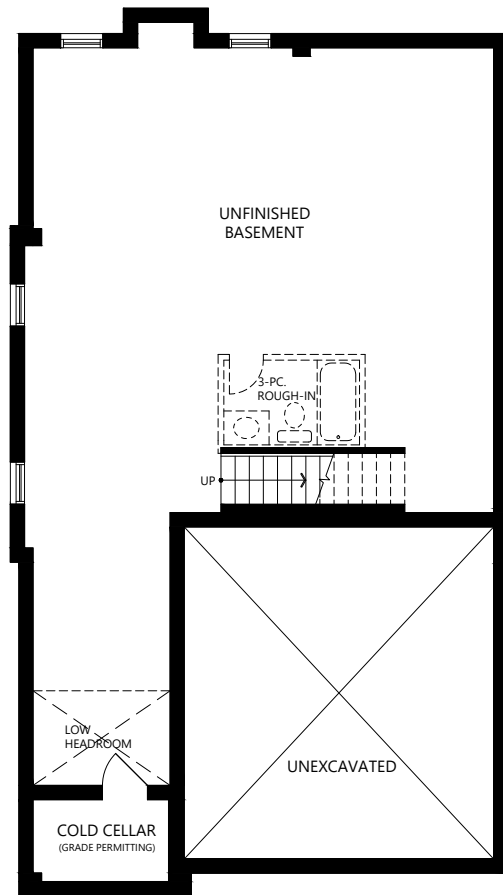 UNFINISHED
BASEMENT
3-PC.
ROUGH-IN
UP
LOW
HEADROOM
UNEXCAVATED
COLD CELLAR
(GRADE PERMITTING)